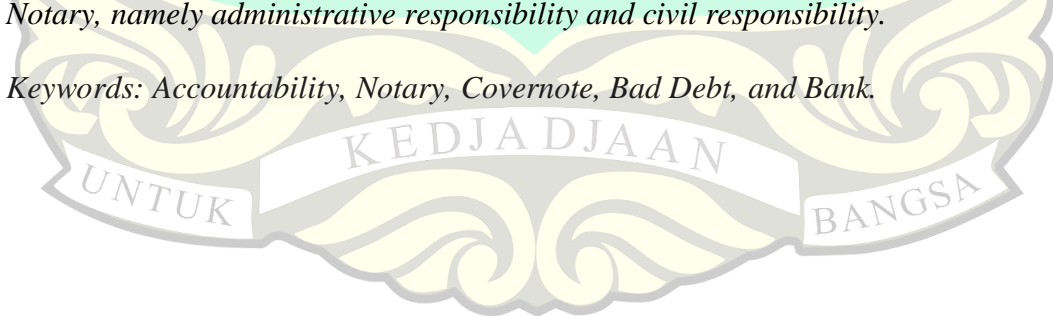 Notary, namely administrative responsibility and civil responsibility.
Keywords: Accountability, Notary, Covernote, Bad Debt, and Bank.
KEDJADJAAN
UNTUK
BANGSA